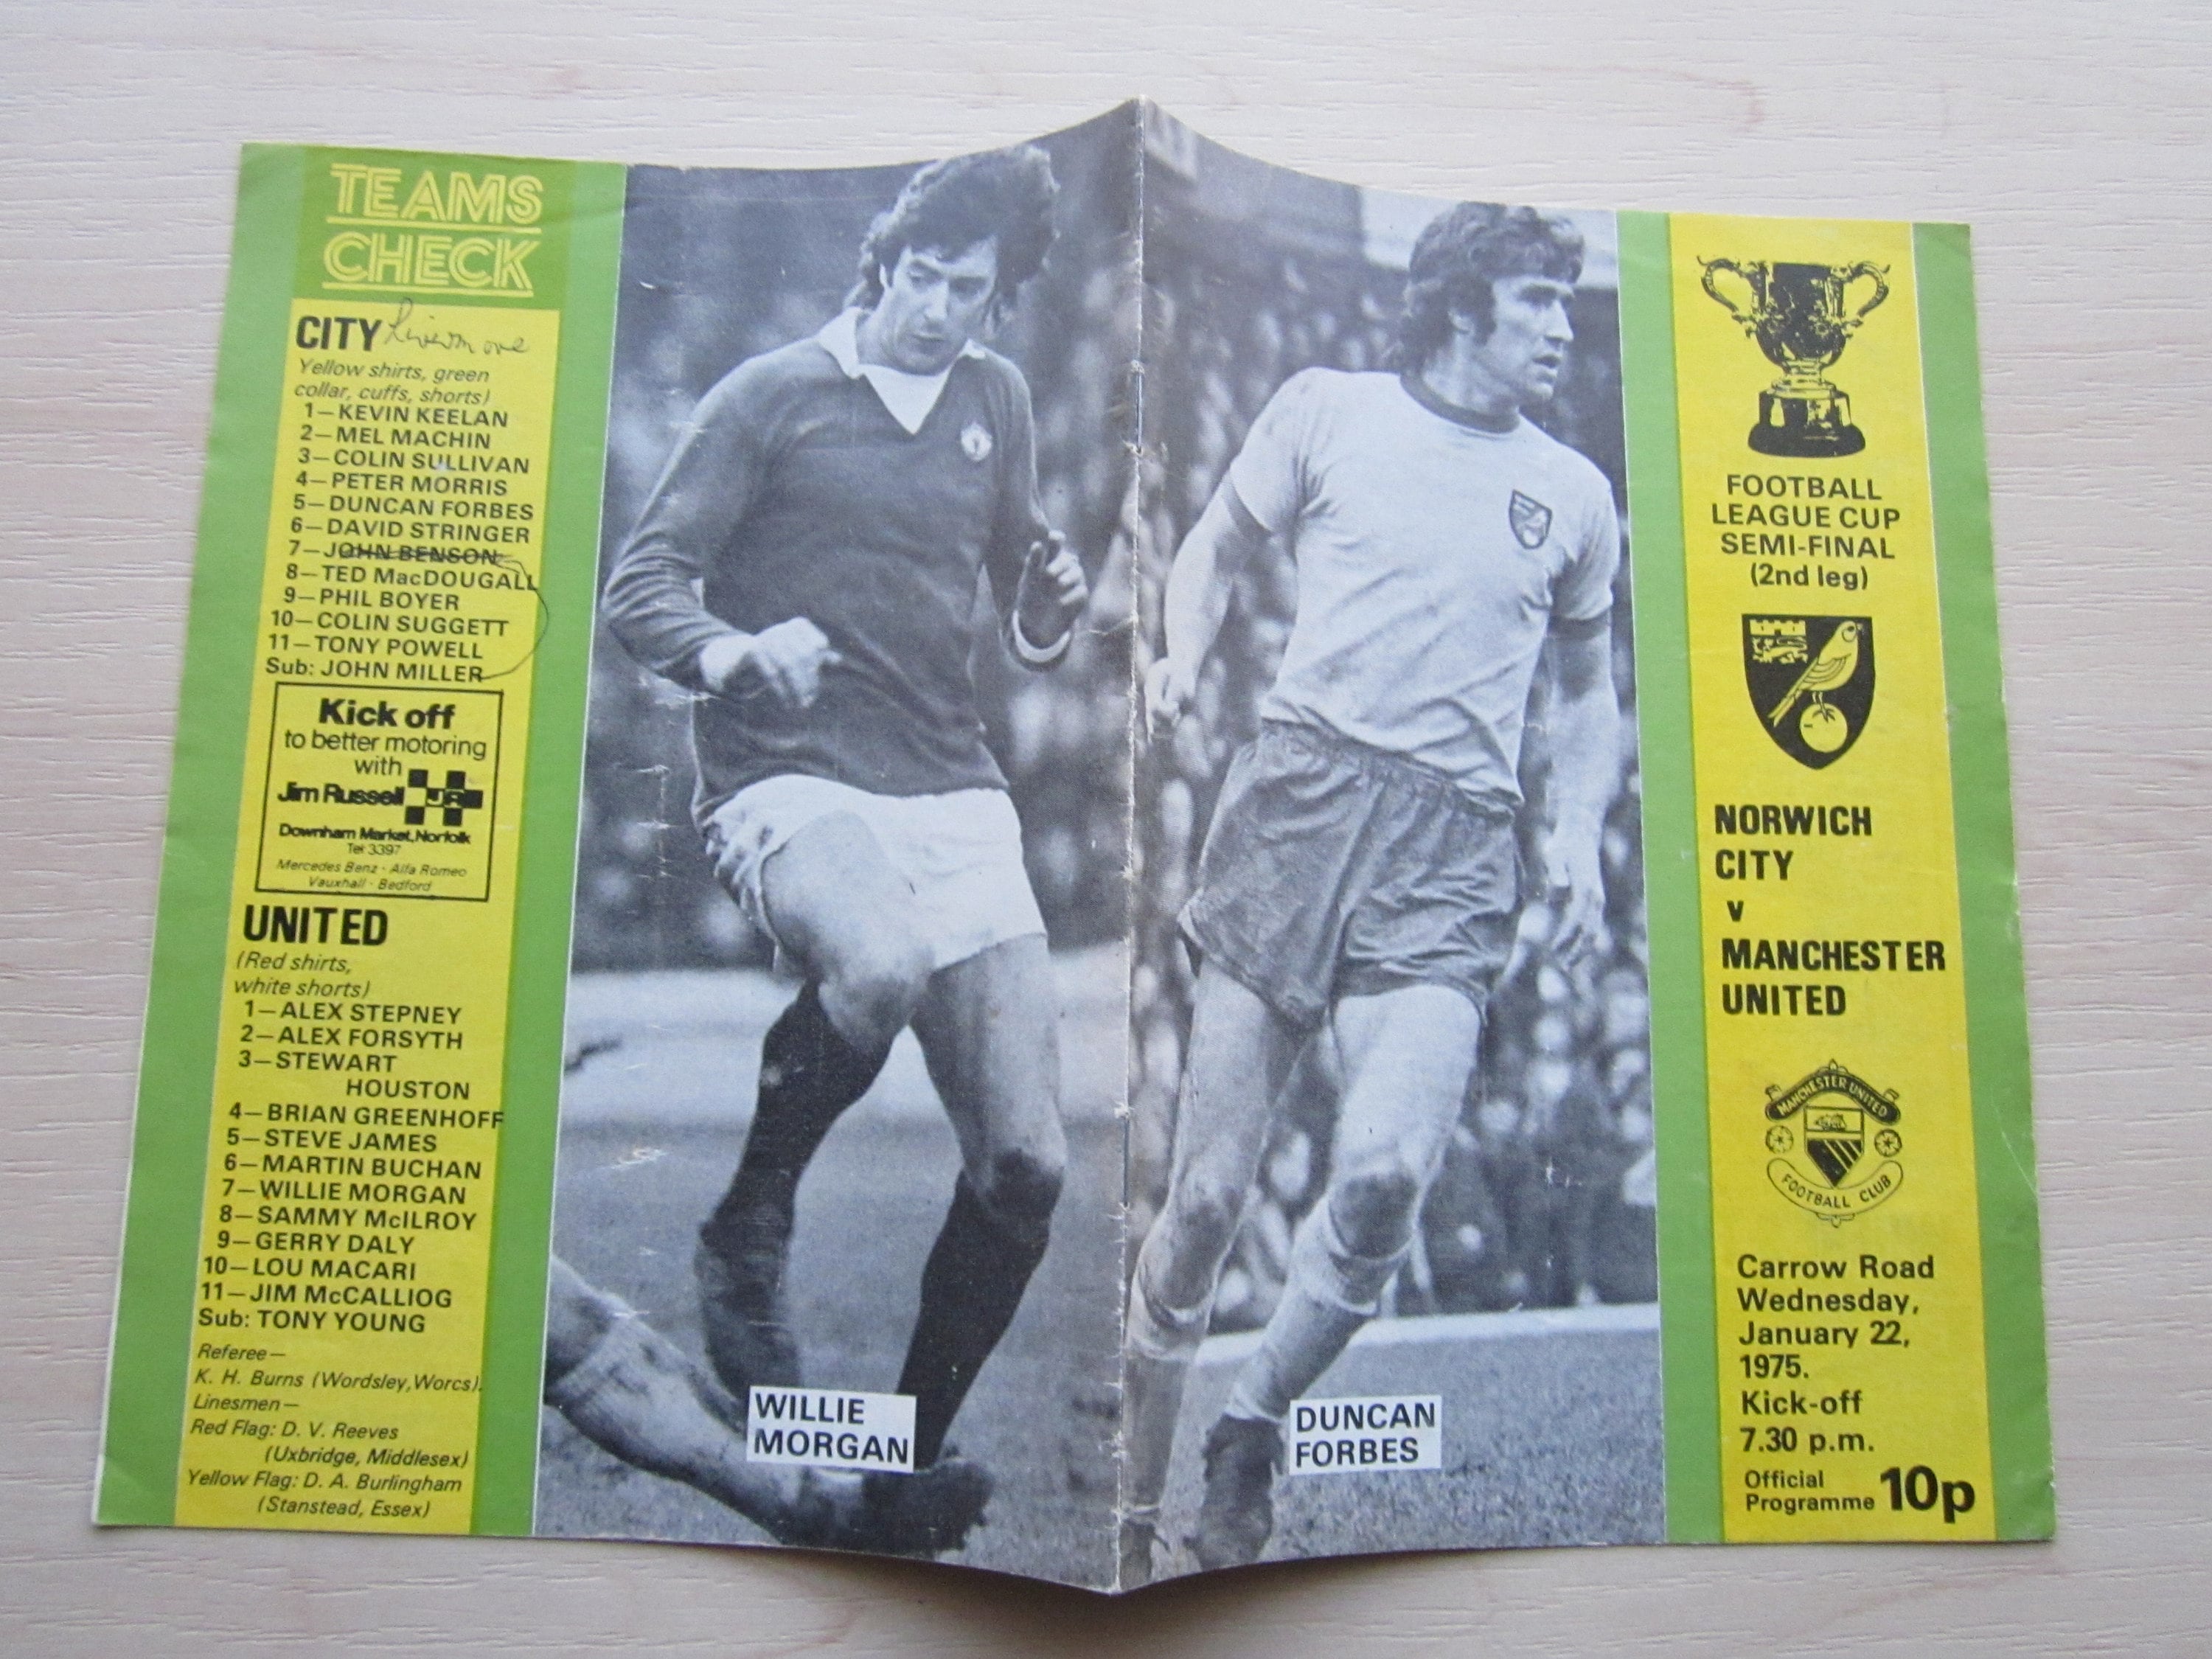 TEAMS
CHECK
CITY
Yellow shirts, green
collar, cuffs, shorts)
1—KEVIN KEELAN
2—MEL MACHIN
3—COLIN SULLIVAN
4—PETER MORRIS
5—DUNCAN FORBES
6—DAVID STRINGER
7—JOHN BENSON
8—TED MacDOUGALL
9—PHIL BOYER
10—COLIN SUGGETT
11—TONY POWELL
Sub: JOHN MILLER
Kick off
to better motoring
with
Jim Russell JR
Downham Market, Norfolk
Tel: 3397
Mercedes Benz · Alfa Romeo
Vauxhall · Bedford
UNITED
(Red shirts,
white shorts)
1—ALEX STEPNEY
2—ALEX FORSYTH
3—STEWART
HOUSTON
4—BRIAN GREENHOFF
5—STEVE JAMES
6—MARTIN BUCHAN
7—WILLIE MORGAN
8—SAMMY McILROY
9—GERRY DALY
10—LOU MACARI
11—JIM McCALLIOG
Sub: TONY YOUNG
Referee—
K. H. Burns (Wordsley, Worcs).
Linesmen—
Red Flag: D. V. Reeves
(Uxbridge, Middlesex)
Yellow Flag: D. A. Burlingham
(Stanstead, Essex)
WILLIE
MORGAN
DUNCAN
FORBES
FOOTBALL
LEAGUE CUP
SEMI-FINAL
(2nd leg)
NORWICH
CITY
v
MANCHESTER
UNITED
MANCHESTER UNITED
FOOTBALL CLUB
Carrow Road
Wednesday,
January 22,
1975.
Kick-off
7.30 p.m.
Official
Programme 10p